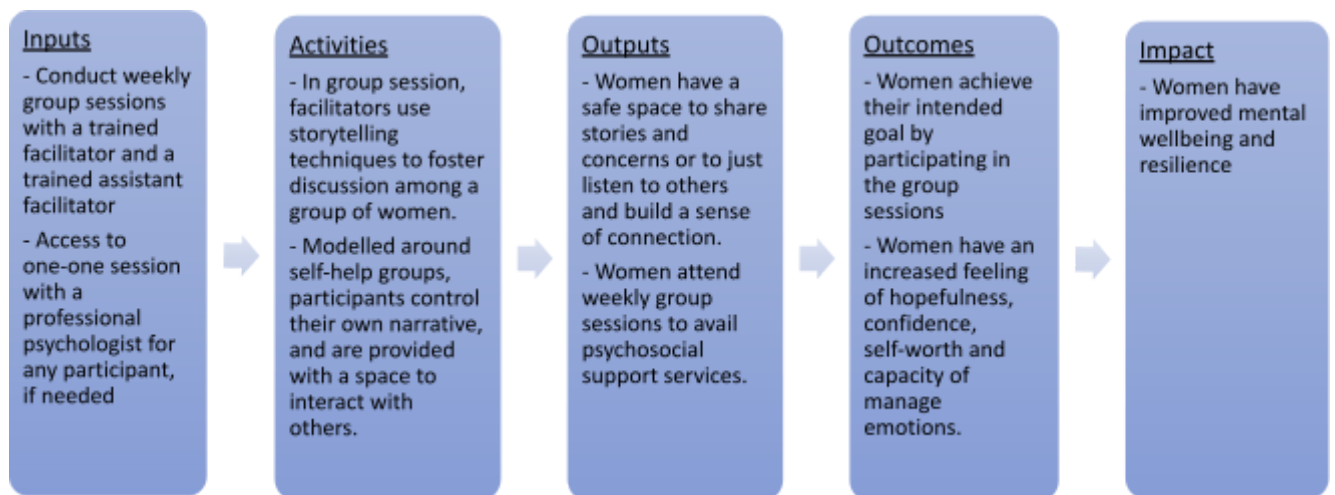 Inputs
- Conduct weekly
group sessions
with a trained
facilitator and a
trained assistant
facilitator
- Access to
one-one session
with a
professional
psychologist for
any participant,
if needed
Activities
- In group session,
facilitators use
storytelling
techniques to foster
discussion among a
group of women.
- Modelled around
self-help groups,
participants control
their own narrative,
and are provided
with a space to
interact with
others.
Outputs
- Women have a
safe space to share
stories and
concerns or to just
listen to others
and build a sense
of connection.
- Women attend
weekly group
sessions to avail
psychosocial
support services.
Outcomes
- Women achieve
their intended
goal by
participating in
the group
sessions
- Women have an
increased feeling
of hopefulness,
confidence,
self-worth and
capacity of
manage
emotions.
Impact
- Women have
improved mental
wellbeing and
resilience